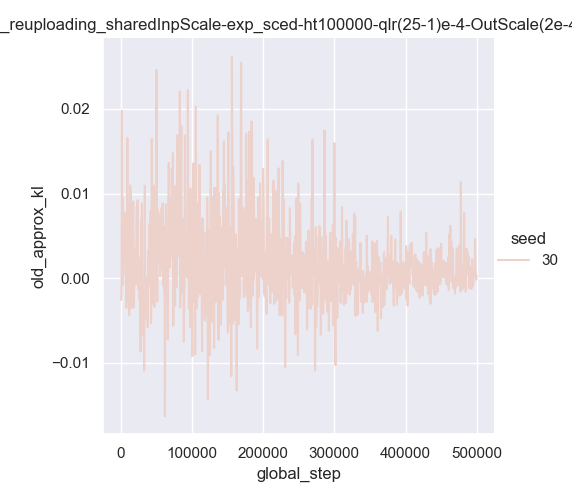 _reuploading_sharedInpScale-exp_sced-ht100000-qlr(25-1)e-4-OutScale(2e-4
0.02
0.01
0.00
−0.01
old_approx_kl
0 100000 200000 300000 400000 500000
global_step
seed
30